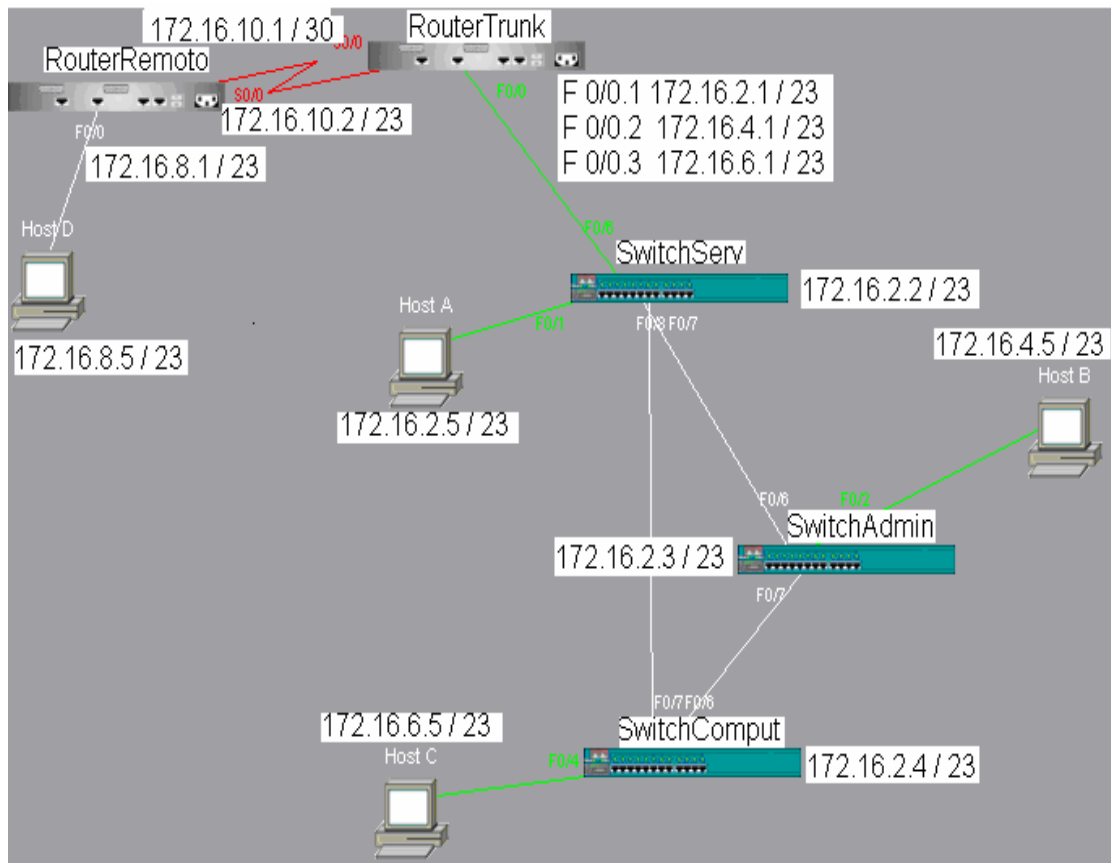 172.16.10.1 / 30
RouterTrunk
S0/0
RouterRemoto
S0/0
172.16.10.2 / 23
F0/0
F 0/0.1 172.16.2.1 / 23
F 0/0.2 172.16.4.1 / 23
F 0/0.3 172.16.6.1 / 23
F0/0
172.16.8.1 / 23
Host D
172.16.8.5 / 23
F0/6
SwitchServ
172.16.2.2 / 23
Host A
F0/1
F0/8 F0/7
172.16.2.5 / 23
172.16.4.5 / 23
Host B
F0/6
F0/2
SwitchAdmin
172.16.2.3 / 23
F0/7
F0/7 F0/6
SwitchComput
172.16.6.5 / 23
Host C
F0/4
172.16.2.4 / 23